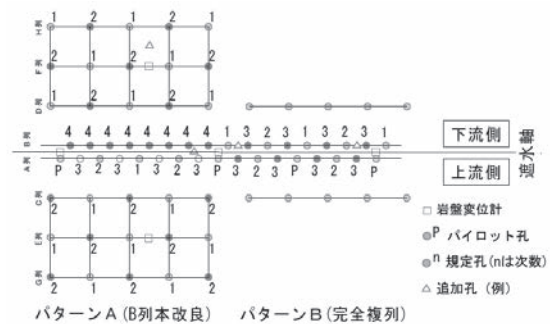 1 2 1 2 1
H列
2 1 2 1 2
F列
1 2 1 2 1
D列
4 4 4 4 4 4 4 4 1 3 2 3 1 3 2 3 1
B列
A列
P 3 2 3 1 3 2 3 P 3 2 3 1 3 2 3 P
下流側
上流側
遮水軸
2 1 2 1 2
C列
1 2 1 2 1
E列
2 1 2 1 2
G列
□ 岩盤変位計
P パイロット孔
n 規定孔(nは次数)
△ 追加孔(例)
パターンA(B列本改良)
パターンB(完全複列)